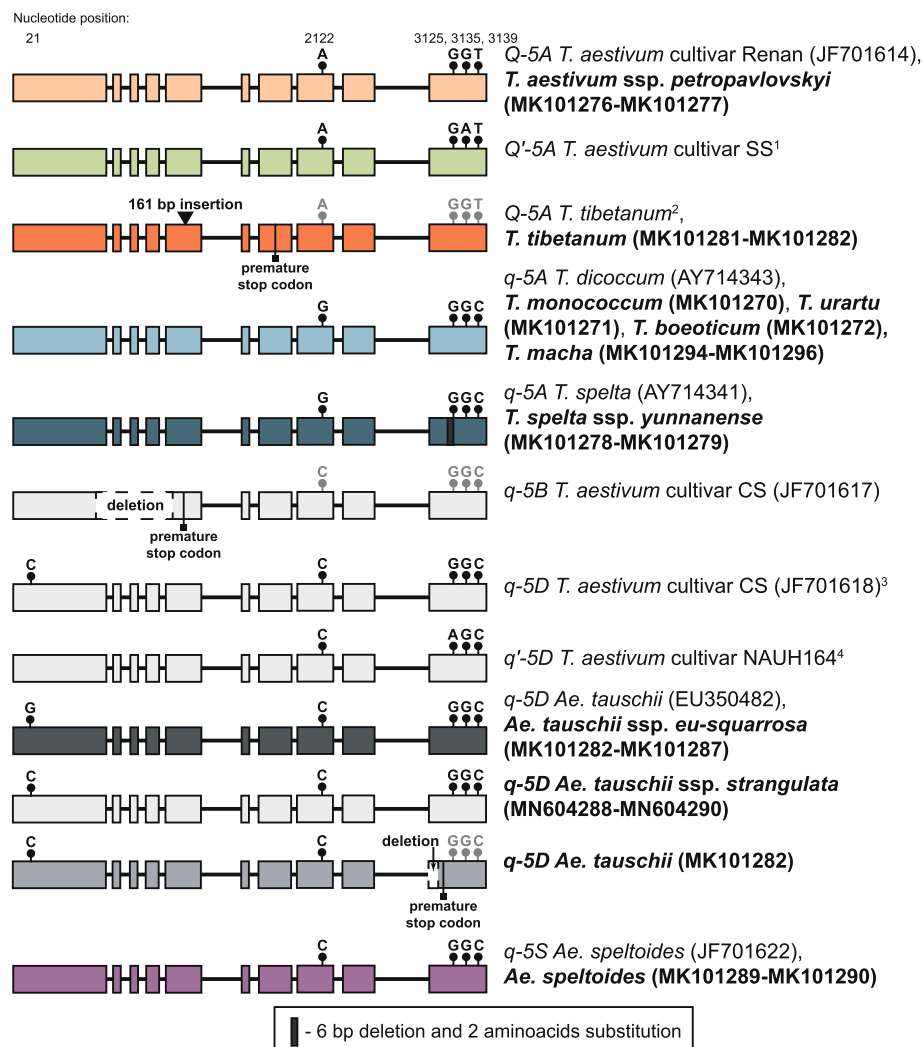 Nucleotide position:
21 2122 3125, 3135, 3139
A GGT
Q-5A T. aestivum cultivar Renan (JF701614),
T. aestivum ssp. petropavlovskyi
(MK101276-MK101277)
A GAT
Q'-5A T. aestivum cultivar SS¹
161 bp insertion
A GGT
premature
stop codon
Q-5A T. tibetanum²,
T. tibetanum (MK101281-MK101282)
G GGC
q-5A T. dicoccum (AY714343),
T. monococcum (MK101270), T. urartu
(MK101271), T. boeoticum (MK101272),
T. macha (MK101294-MK101296)
G GGC
q-5A T. spelta (AY714341),
T. spelta ssp. yunnanense
(MK101278-MK101279)
deletion
C GGC
premature
stop codon
q-5B T. aestivum cultivar CS (JF701617)
C C GGC
q-5D T. aestivum cultivar CS (JF701618)³
C AGC
q'-5D T. aestivum cultivar NAUH164⁴
G C GGC
q-5D Ae. tauschii (EU350482),
Ae. tauschii ssp. eu-squarrosa
(MK101282-MK101287)
C C GGC
q-5D Ae. tauschii ssp. strangulata
(MN604288-MN604290)
C C deletion GGC
premature
stop codon
q-5D Ae. tauschii (MK101282)
C GGC
q-5S Ae. speltoides (JF701622),
Ae. speltoides (MK101289-MK101290)
- 6 bp deletion and 2 aminoacids substitution